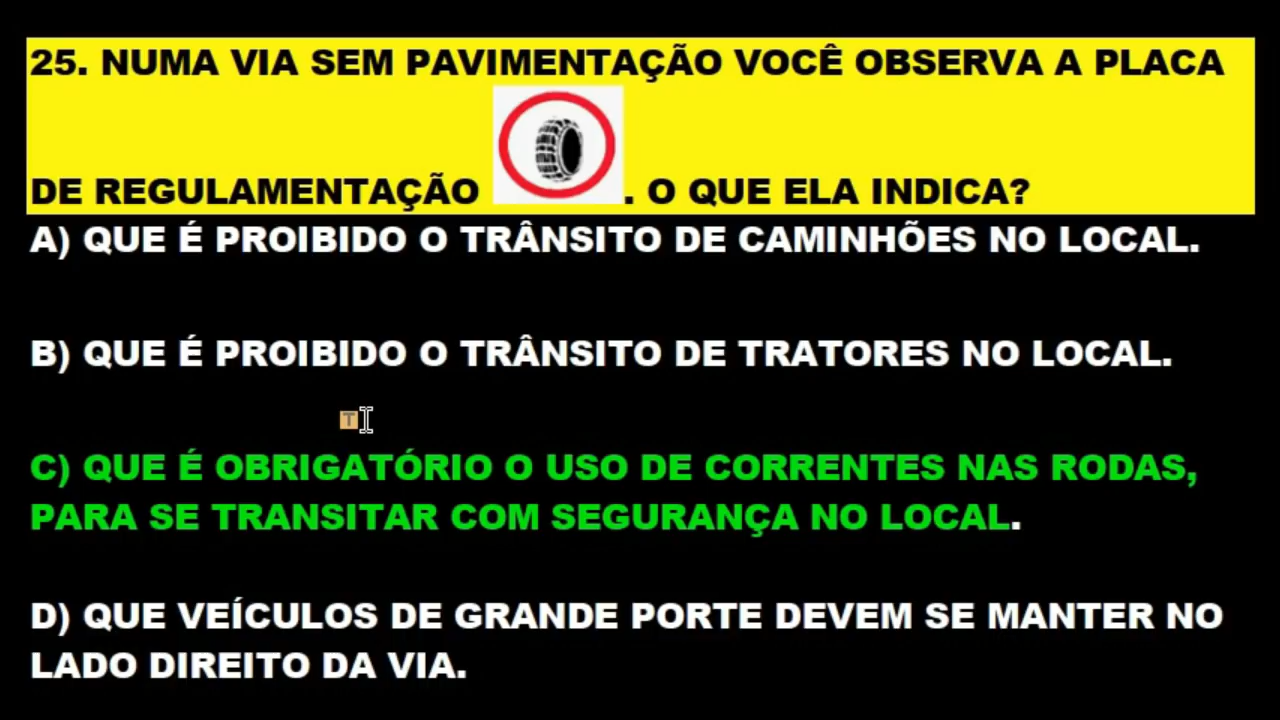 25. NUMA VIA SEM PAVIMENTAÇÃO VOCÊ OBSERVA A PLACA
DE REGULAMENTAÇÃO . O QUE ELA INDICA?
A) QUE É PROIBIDO O TRÂNSITO DE CAMINHÕES NO LOCAL.
B) QUE É PROIBIDO O TRÂNSITO DE TRATORES NO LOCAL.
T
C) QUE É OBRIGATÓRIO O USO DE CORRENTES NAS RODAS,
PARA SE TRANSITAR COM SEGURANÇA NO LOCAL.
D) QUE VEÍCULOS DE GRANDE PORTE DEVEM SE MANTER NO
LADO DIREITO DA VIA.